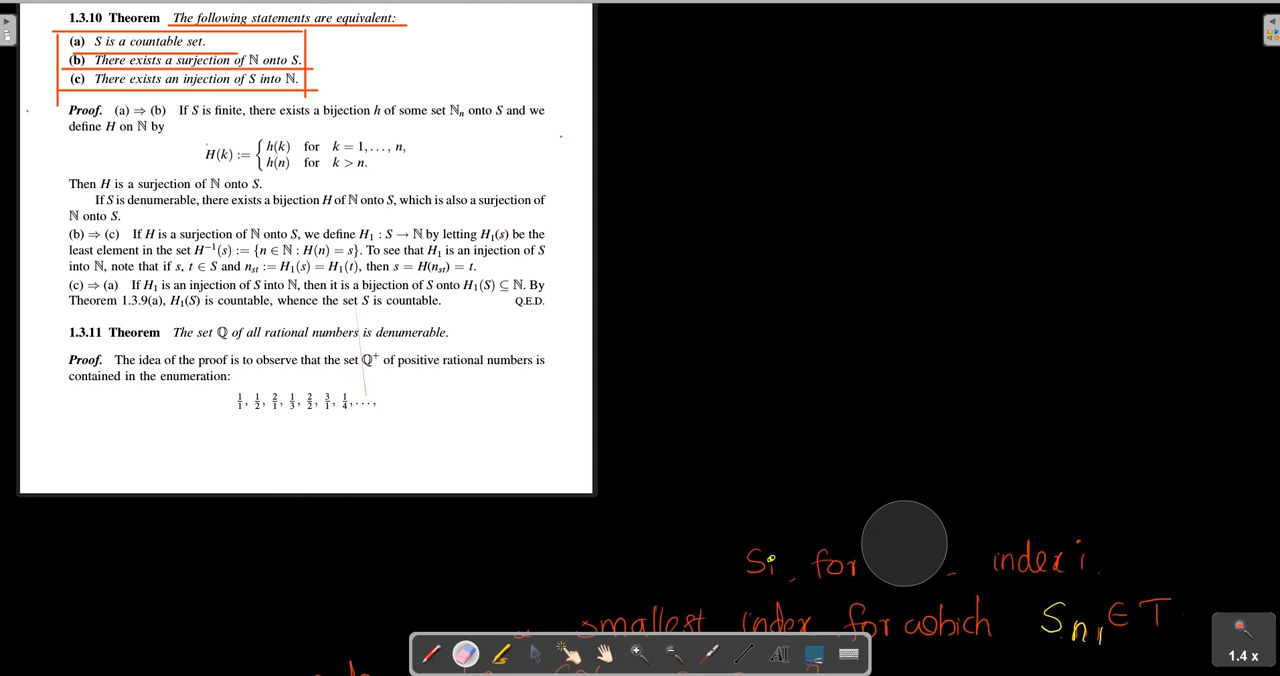 1.3.10 Theorem The following statements are equivalent:
(a) S is a countable set.
(b) There exists a surjection of ℕ onto S.
(c) There exists an injection of S into ℕ.
Proof. (a) ⇒ (b) If S is finite, there exists a bijection h of some set ℕₙ onto S and we
define H on ℕ by
H(k) := { h(k) for k = 1, . . . , n,
h(n) for k > n.
Then H is a surjection of ℕ onto S.
If S is denumerable, there exists a bijection H of ℕ onto S, which is also a surjection of
ℕ onto S.
(b) ⇒ (c) If H is a surjection of ℕ onto S, we define H₁ : S → ℕ by letting H₁(s) be the
least element in the set H⁻¹(s) := {n ∈ ℕ : H(n) = s}. To see that H₁ is an injection of S
into ℕ, note that if s, t ∈ S and nₛₜ := H₁(s) = H₁(t), then s = H(nₛₜ) = t.
(c) ⇒ (a) If H₁ is an injection of S into ℕ, then it is a bijection of S onto H₁(S) ⊆ ℕ. By
Theorem 1.3.9(a), H₁(S) is countable, whence the set S is countable. Q.E.D.
1.3.11 Theorem The set ℚ of all rational numbers is denumerable.
Proof. The idea of the proof is to observe that the set ℚ⁺ of positive rational numbers is
contained in the enumeration:
1/1, 1/2, 2/1, 1/3, 2/2, 3/1, 1/4, . . . ,
Si, for index i.
smallest index for which Sn₁ ∈ T
AI
1.4 x